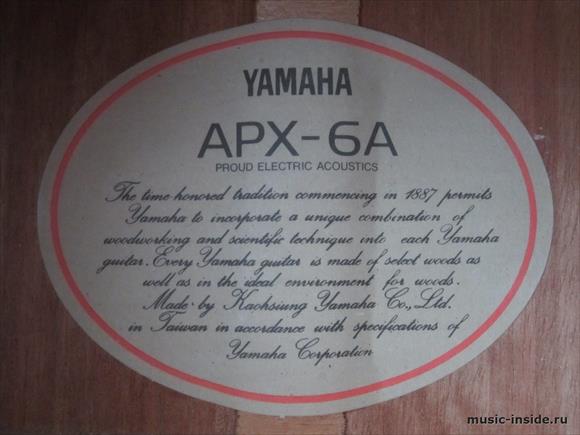 YAMAHA
APX-6A
PROUD ELECTRIC ACOUSTICS
The time-honored tradition commencing in 1887 permits
Yamaha to incorporate a unique combination of
woodworking and scientific technique into each Yamaha
guitar. Every Yamaha guitar is made of select woods as
well as in the ideal environment for woods.
Made by Kaohsiung Yamaha Co., Ltd.
in Taiwan in accordance with specifications of
Yamaha Corporation
music-inside.ru